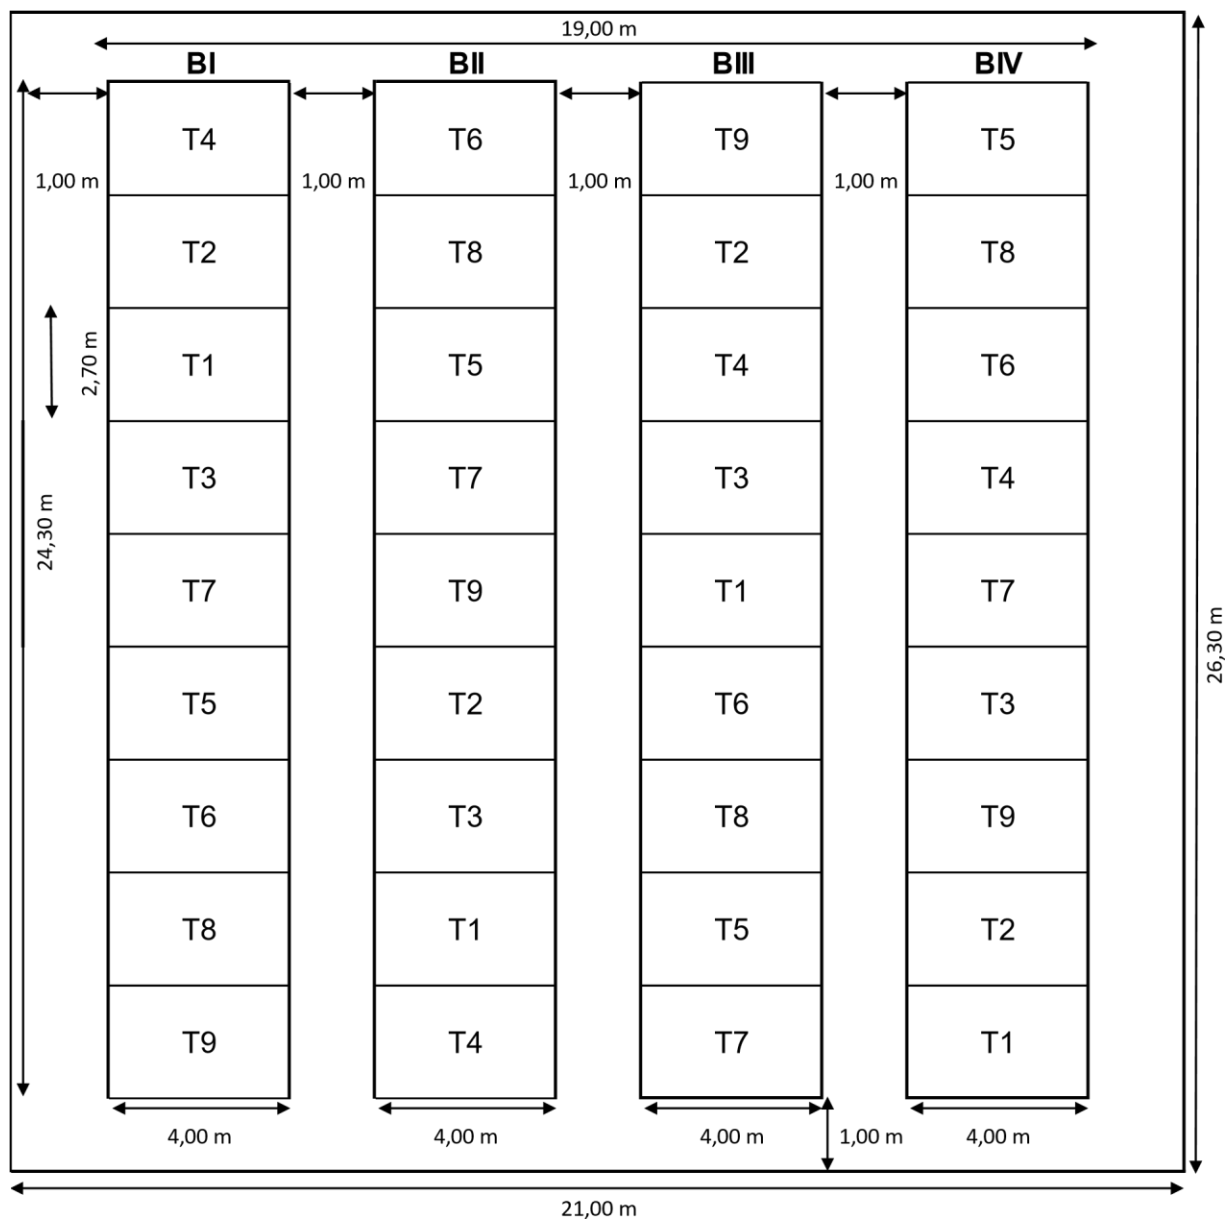 19,00 m
BI BII BIII BIV
T4 T6 T9 T5
1,00 m 1,00 m 1,00 m 1,00 m
T2 T8 T2 T8
2,70 m
T1 T5 T4 T6
T3 T7 T3 T4
24,30 m
T7 T9 T1 T7
26,30 m
T5 T2 T6 T3
T6 T3 T8 T9
T8 T1 T5 T2
T9 T4 T7 T1
4,00 m 4,00 m 4,00 m 1,00 m 4,00 m
21,00 m